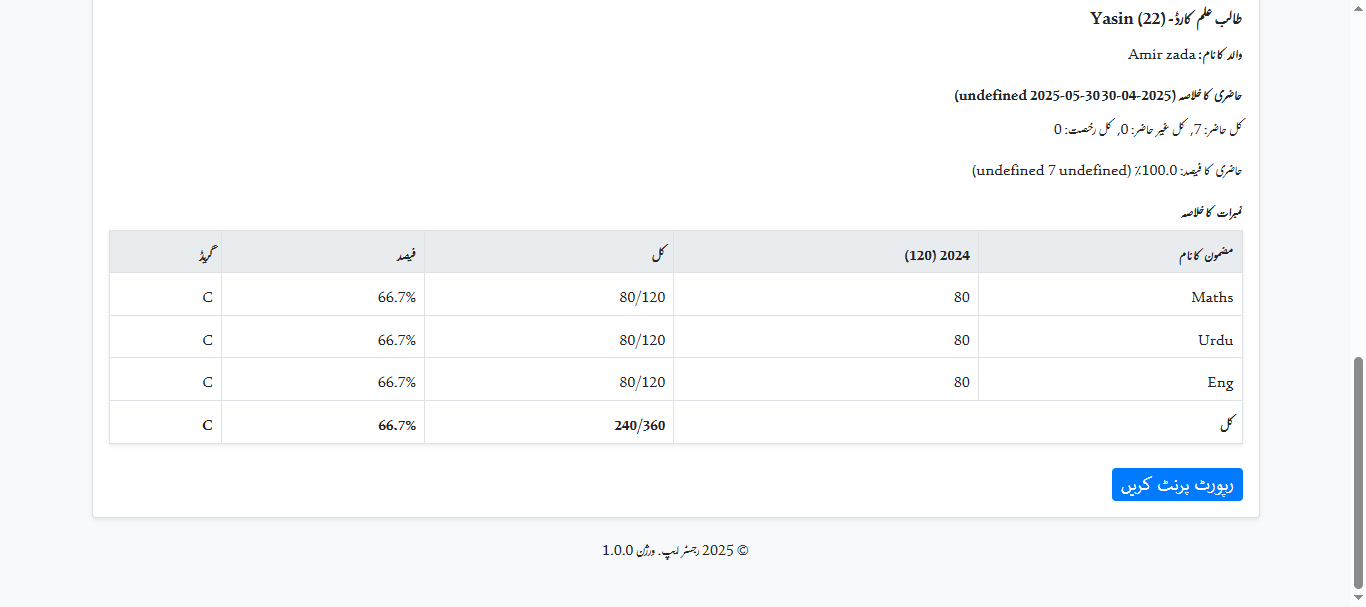 طالب علم کارڈ - Yasin (22)
والد کا نام: Amir zada
حاضری کا خلاصہ (undefined 2025-05-30 30-04-2025)
کل حاضر: 7, کل غیر حاضر: 0, کل رخصت: 0
حاضری کا فیصد: 100.0٪ (undefined 7 undefined)
نمبرات کا خلاصہ
مضمون کا نام 2024 (120) کل فیصد گریڈ
Maths 80 80/120 66.7% C
Urdu 80 80/120 66.7% C
Eng 80 80/120 66.7% C
کل 240/360 66.7% C
رپورٹ پرنٹ کریں
© 2025 رجسٹر ایپ۔ ورژن 1.0.0